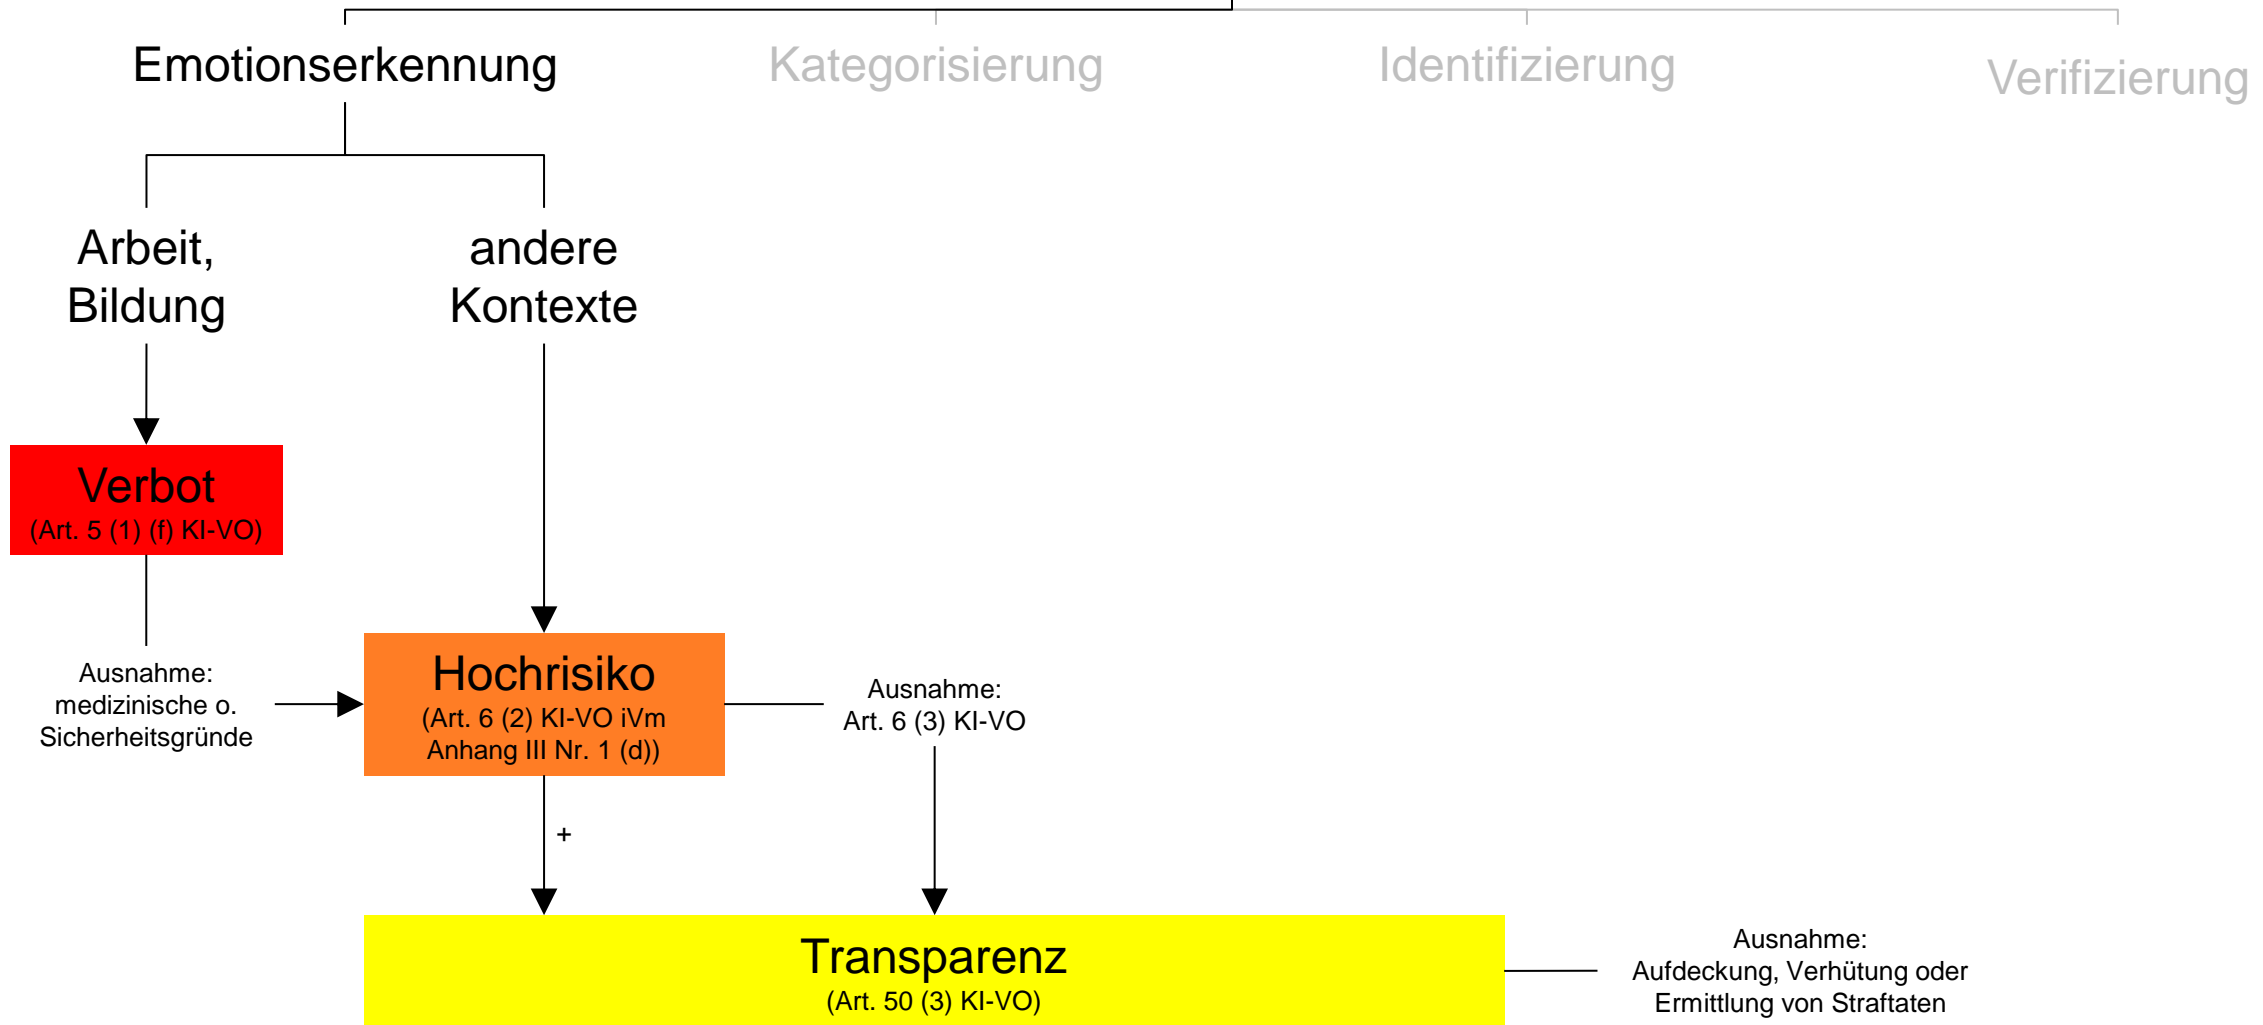 Emotionserkennung
Kategorisierung
Identifizierung
Verifizierung
Arbeit,
Bildung
andere
Kontexte
Verbot
(Art. 5 (1) (f) KI-VO)
Ausnahme:
medizinische o.
Sicherheitsgründe
Hochrisiko
(Art. 6 (2) KI-VO iVm
Anhang III Nr. 1 (d))
Ausnahme:
Art. 6 (3) KI-VO
+
Transparenz
(Art. 50 (3) KI-VO)
Ausnahme:
Aufdeckung, Verhütung oder
Ermittlung von Straftaten